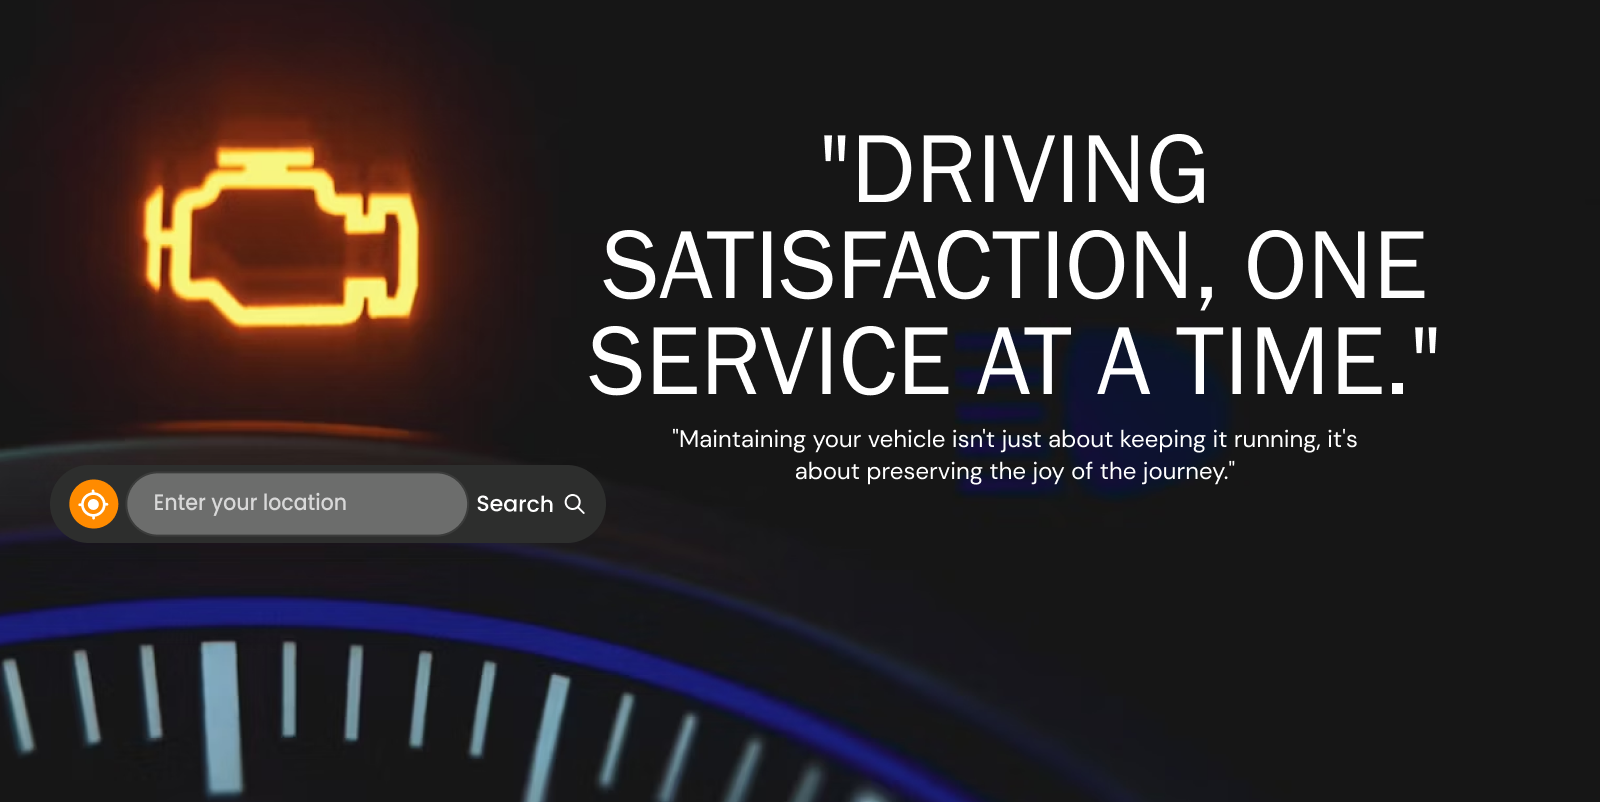 "DRIVING
SATISFACTION, ONE
SERVICE AT A TIME."
"Maintaining your vehicle isn't just about keeping it running, it's
about preserving the joy of the journey."
Enter your location
Search